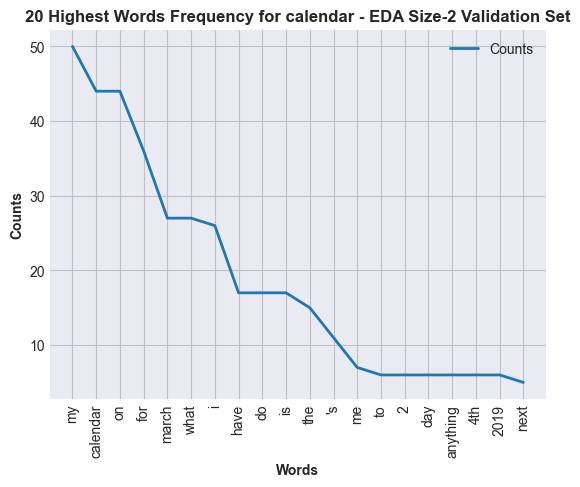 20 Highest Words Frequency for calendar - EDA Size-2 Validation Set
Counts
50
40
30
20
10
Counts
my
calendar
on
for
march
what
i
have
do
is
the
's
me
to
2
day
anything
4th
2019
next
Words